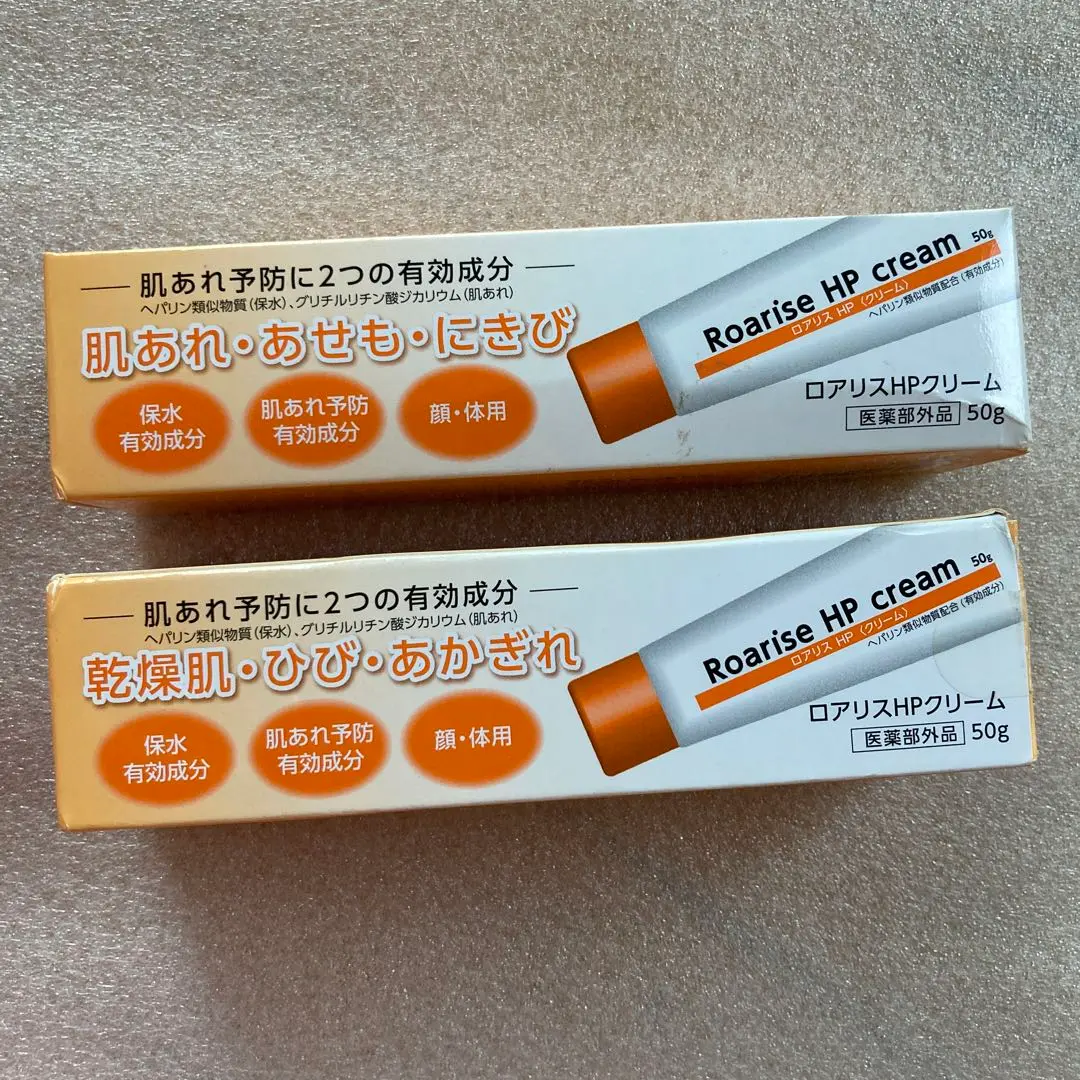 肌あれ予防に2つの有効成分
ヘパリン類似物質(保水)、グリチルリチン酸ジカリウム(肌あれ)
肌あれ・あせも・にきび
保水
有効成分
肌あれ予防
有効成分
顔・体用
Roarise HP cream 50g
ロアリス HP 〈クリーム〉
ヘパリン類似物質配合(有効成分)
ロアリスHPクリーム
医薬部外品 50g
肌あれ予防に2つの有効成分
ヘパリン類似物質(保水)、グリチルリチン酸ジカリウム(肌あれ)
乾燥肌・ひび・あかぎれ
保水
有効成分
肌あれ予防
有効成分
顔・体用
Roarise HP cream 50g
ロアリス HP 〈クリーム〉
ヘパリン類似物質配合(有効成分)
ロアリスHPクリーム
医薬部外品 50g